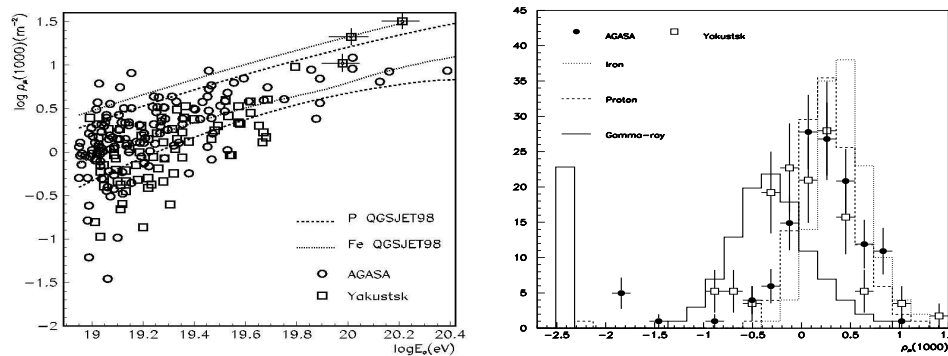 log ρμ(1000)(m⁻²)
1.5
1
0.5
0
−0.5
−1
−1.5
−2
P QGSJET98
Fe QGSJET98
AGASA
Yakustsk
19 19.2 19.4 19.6 19.8 20 20.2 20.4
logE₀(eV)
45
40
35
30
25
20
15
10
5
0
AGASA Yakustsk
Iron
Proton
Gamma-ray
-2.5 -2 -1.5 -1 -0.5 0 0.5 1 1.
ρμ(1000)